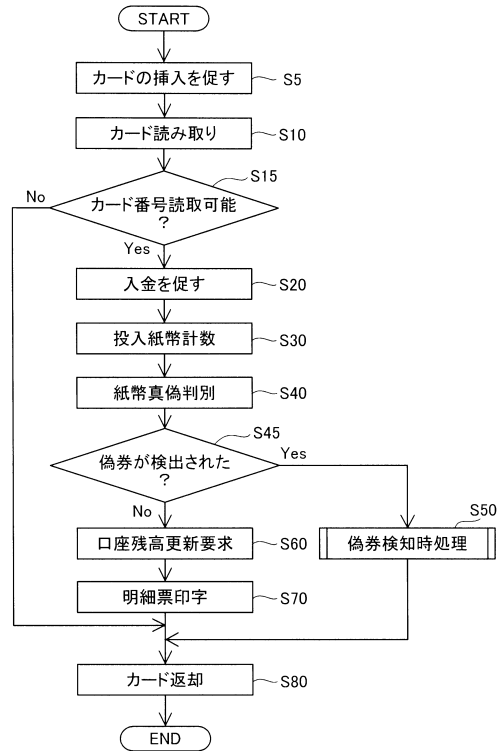 START
カードの挿入を促す
S5
カード読み取り
S10
S15
No
カード番号読取可能
?
Yes
入金を促す
S20
投入紙幣計数
S30
紙幣真偽判別
S40
S45
偽券が検出された
?
Yes
No
S50
口座残高更新要求
S60
偽券検知時処理
明細票印字
S70
カード返却
S80
END